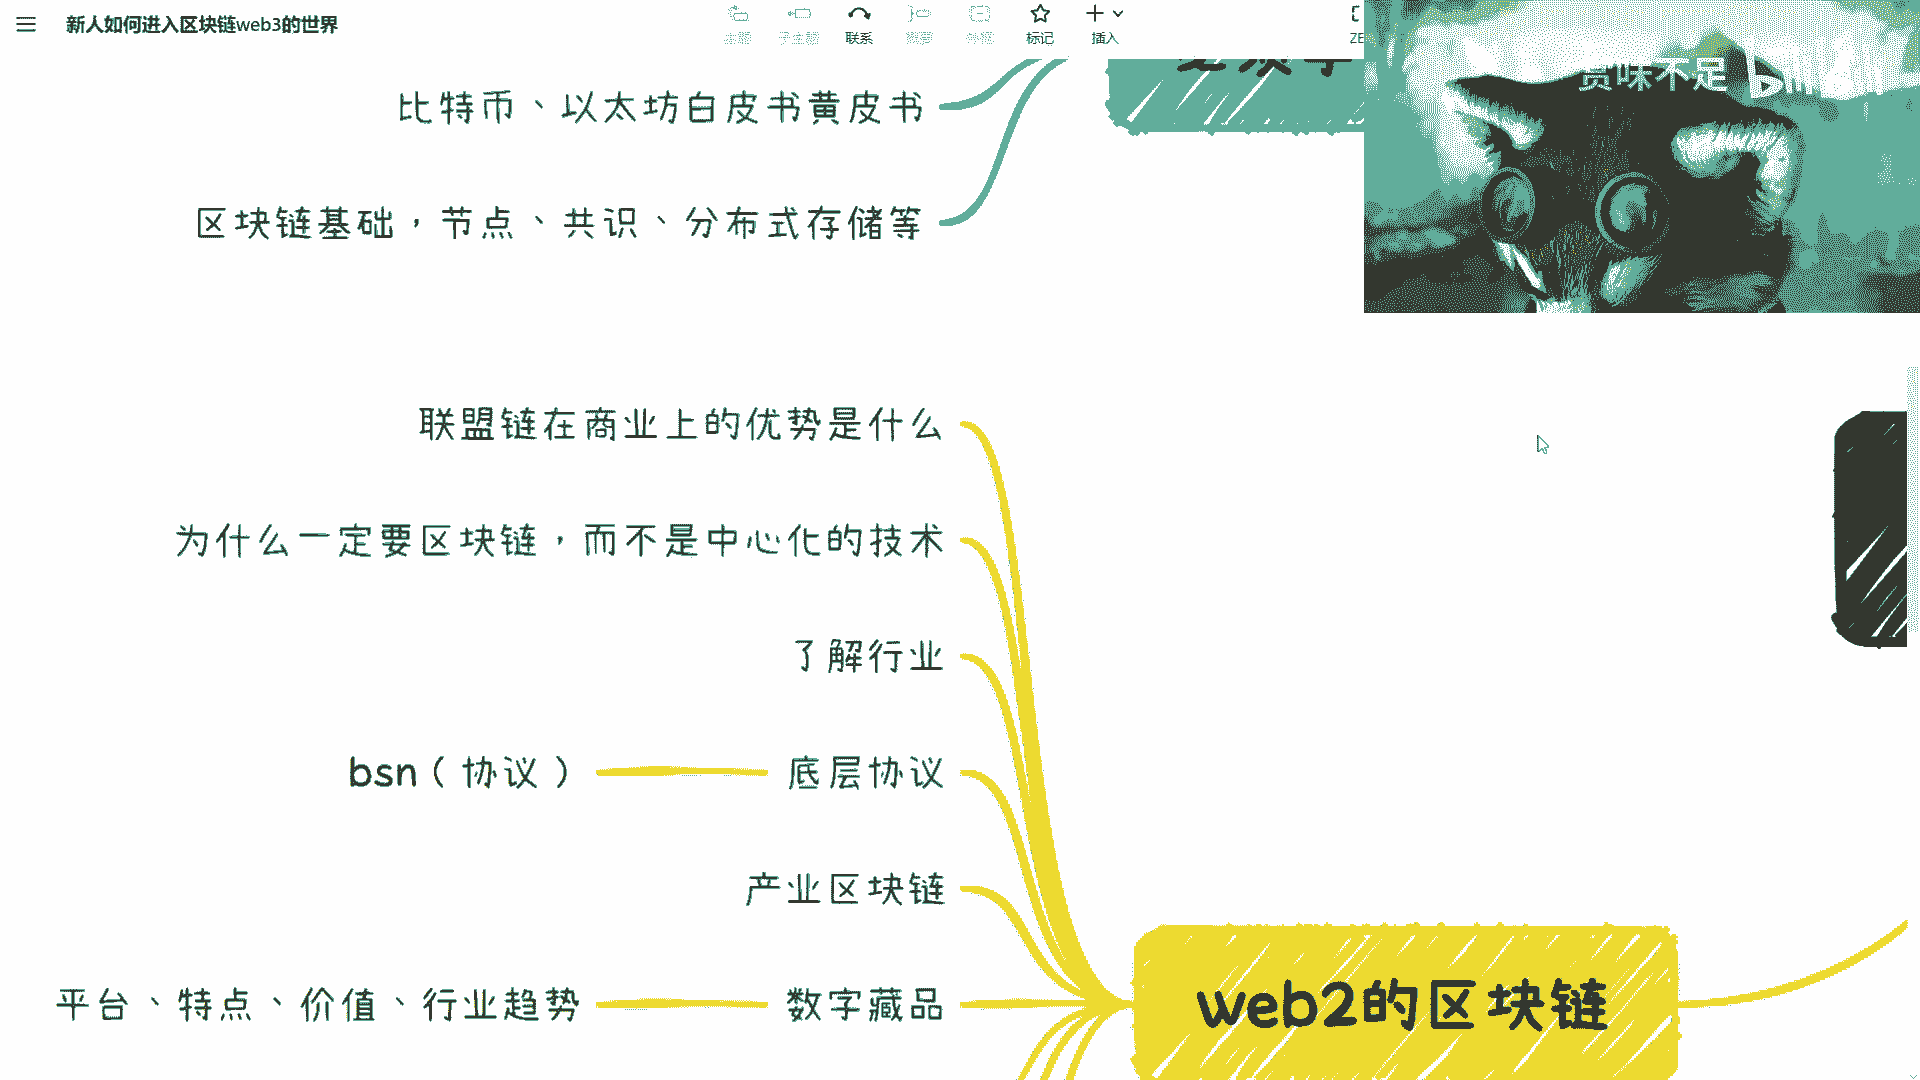 新人如何进入区块链web3的世界
主题 子主题 联系 概要 外框 标记 插入 ZE
赏味不足 bilibili
比特币、以太坊白皮书黄皮书
区块链基础，节点、共识、分布式存储等
联盟链在商业上的优势是什么
为什么一定要区块链，而不是中心化的技术
了解行业
bsn（协议） 底层协议
产业区块链
平台、特点、价值、行业趋势 数字藏品
web2的区块链